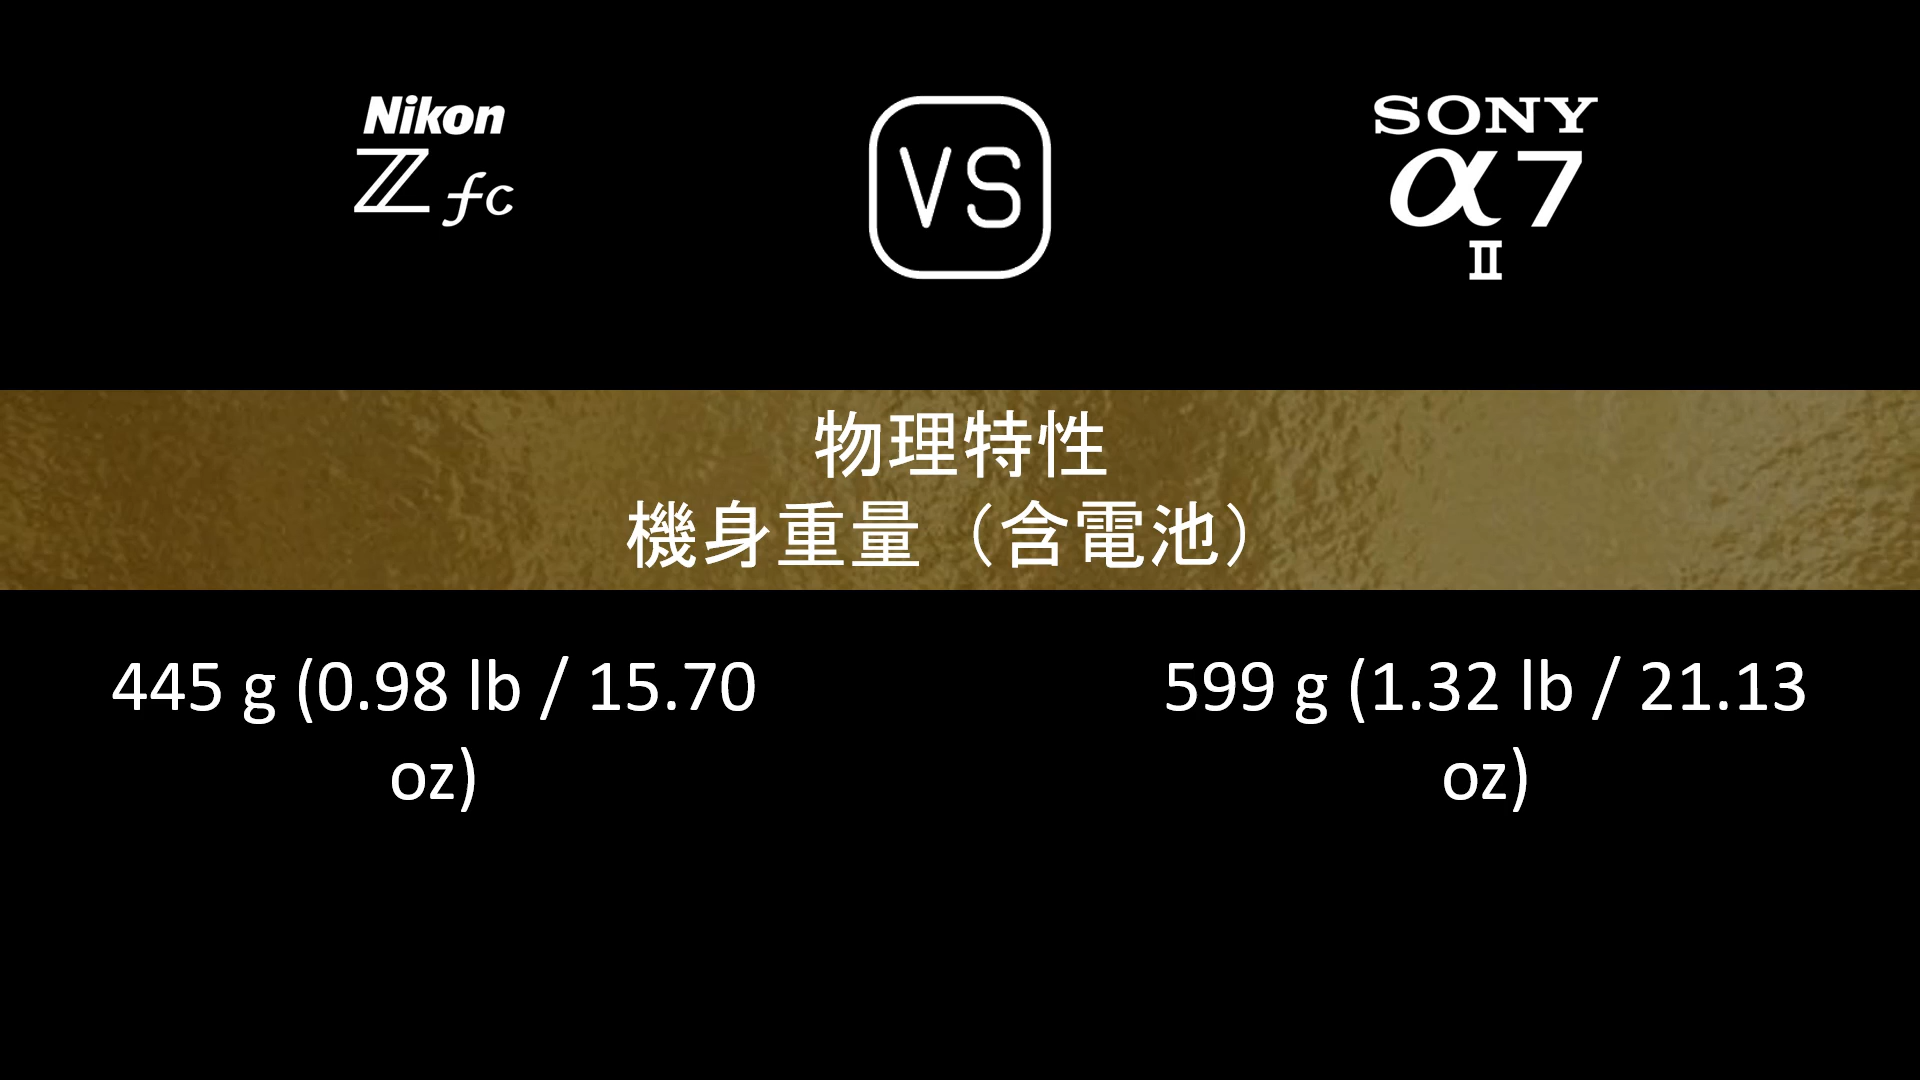 Nikon
Z fc
VS
SONY
α7
II
物理特性
機身重量（含電池）
445 g (0.98 lb / 15.70
oz)
599 g (1.32 lb / 21.13
oz)